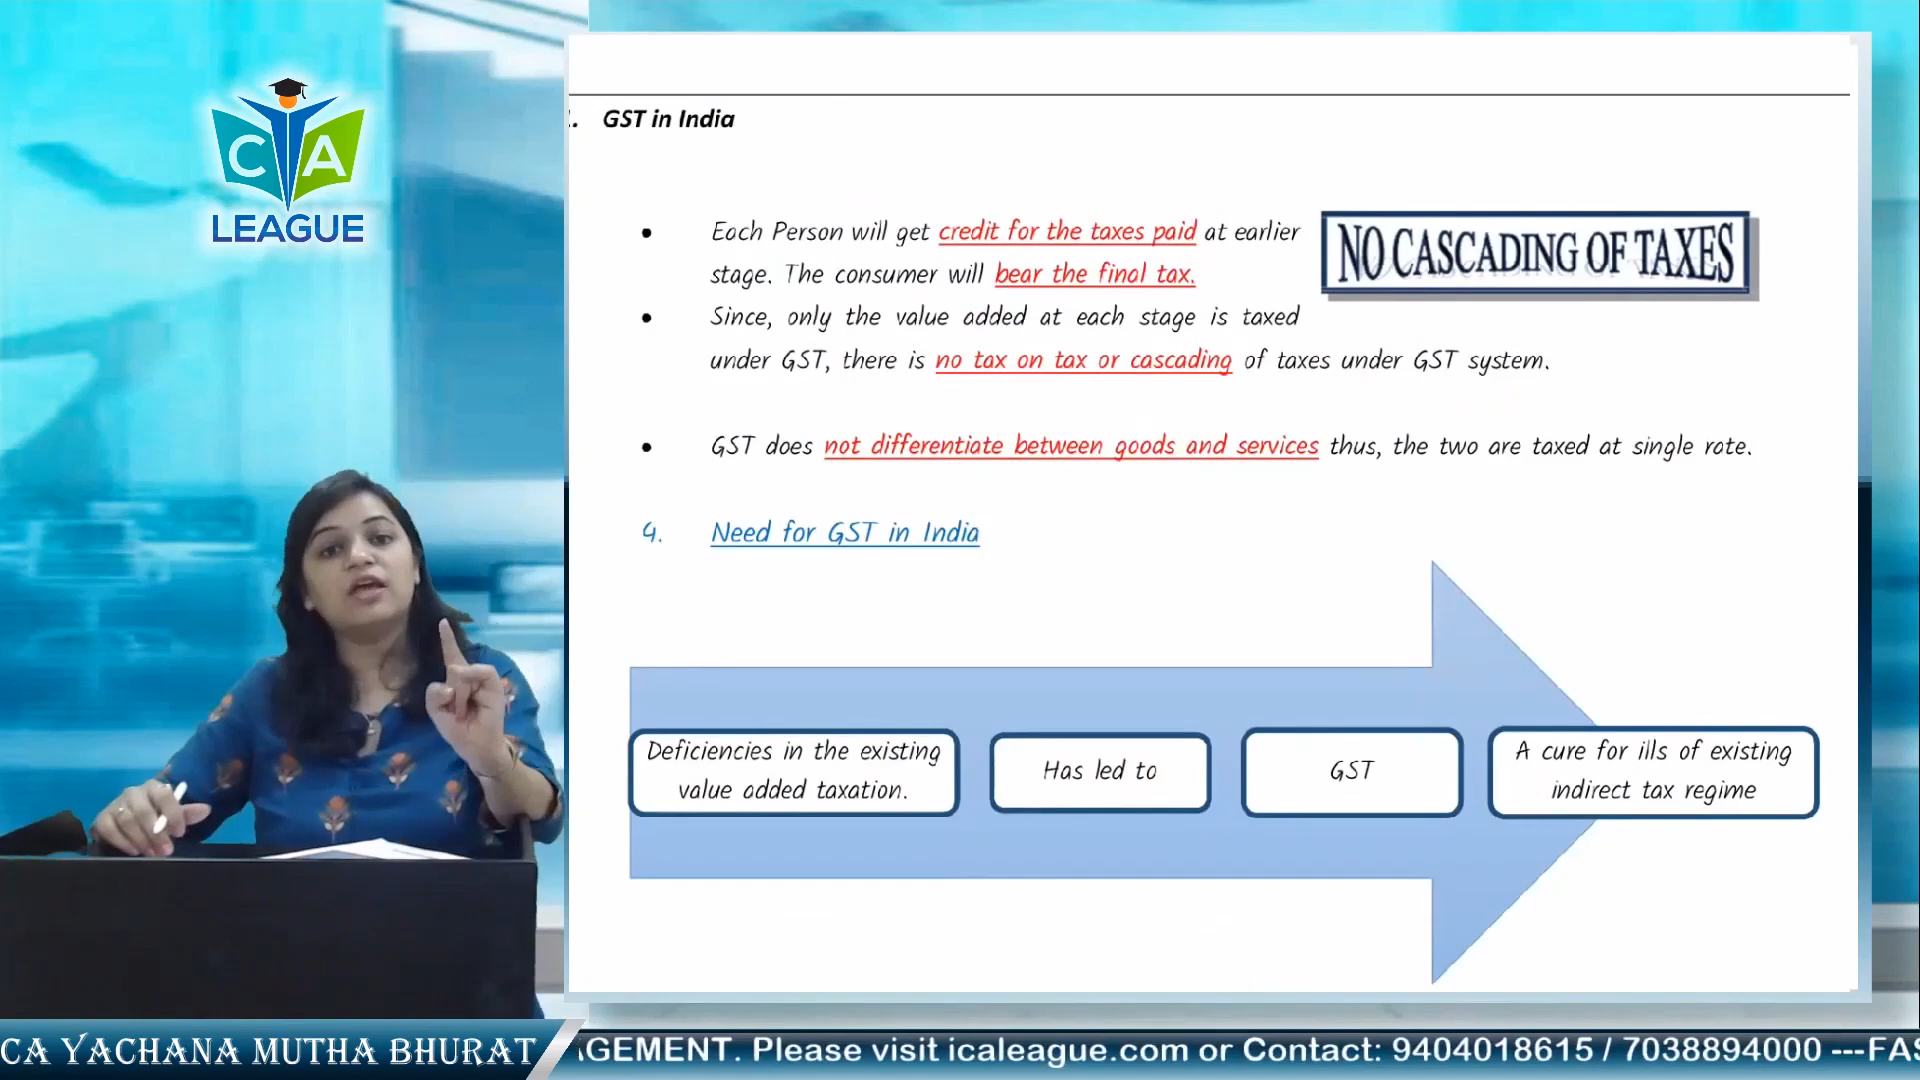 CA
LEAGUE
GST in India
• Each Person will get credit for the taxes paid at earlier
stage. The consumer will bear the final tax.
NO CASCADING OF TAXES
• Since, only the value added at each stage is taxed
under GST, there is no tax on tax or cascading of taxes under GST system.
• GST does not differentiate between goods and services thus, the two are taxed at single rate.
4. Need for GST in India
Deficiencies in the existing
value added taxation.
Has led to
GST
A cure for ills of existing
indirect tax regime
CA YACHANA MUTHA BHURAT
AGEMENT. Please visit icaleague.com or Contact: 9404018615 / 7038894000 ---FAS